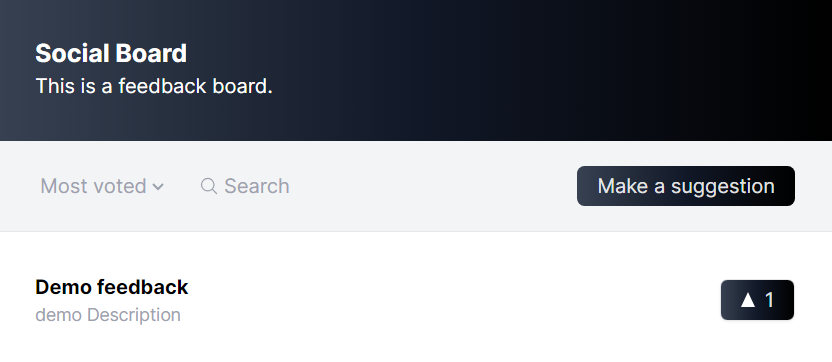 Social Board
This is a feedback board.
Most voted Search Make a suggestion
Demo feedback
demo Description
1